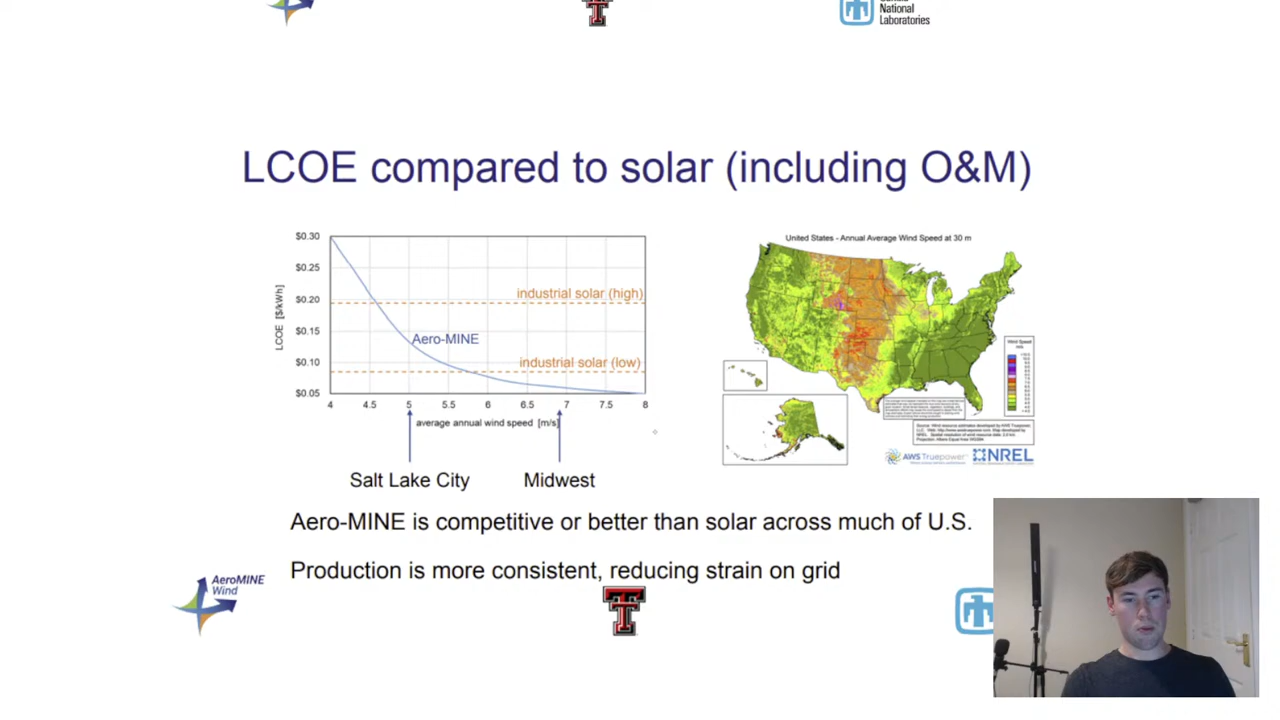 National
Laboratories
LCOE compared to solar (including O&M)
$0.30
$0.25
$0.20
$0.15
$0.10
$0.05
LCOE [$/kWh]
industrial solar (high)
Aero-MINE
industrial solar (low)
4 4.5 5 5.5 6 6.5 7 7.5 8
average annual wind speed [m/s]
Salt Lake City
Midwest
United States - Annual Average Wind Speed at 30 m
Wind Speed
m/s
AWS Truepower
NREL
Aero-MINE is competitive or better than solar across much of U.S.
Production is more consistent, reducing strain on grid
AeroMINE
Wind